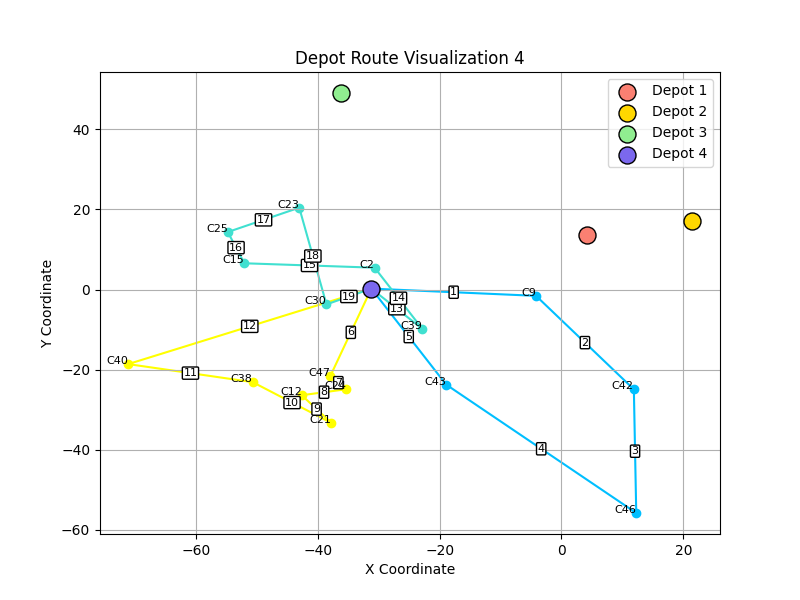 Depot Route Visualization 4
Depot 1
Depot 2
Depot 3
Depot 4
Y Coordinate
40
20
0
−20
−40
−60
C23
17
C25
16
C15
18
15
C2
C30
19
14
13
C39
5
1
C9
2
6
12
C40
11
C38
C47
7
C12
8
10
9
C21
C43
C42
4
3
C46
−60
−40
−20
0
20
X Coordinate